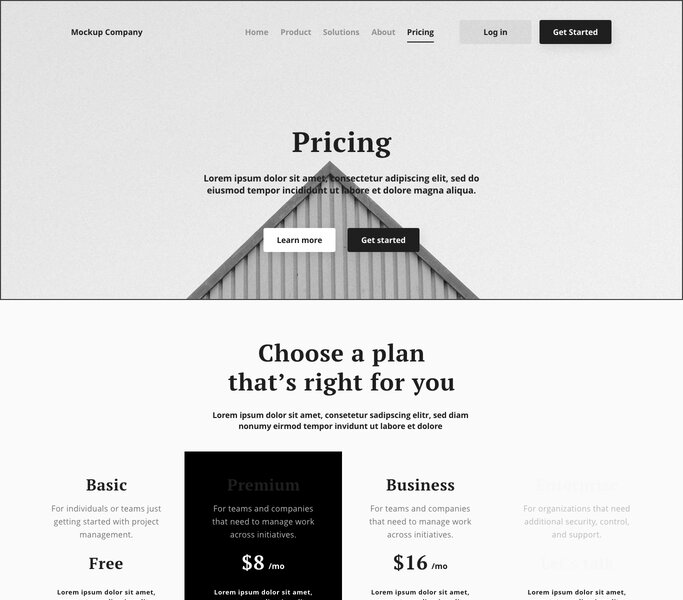 Mockup Company
Home Product Solutions About Pricing
Log in
Get Started
Pricing
Lorem ipsum dolor sit amet, consectetur adipiscing elit, sed do
eiusmod tempor incididunt ut labore et dolore magna aliqua.
Learn more
Get started
Choose a plan
that’s right for you
Lorem ipsum dolor sit amet, consetetur sadipscing elitr, sed diam
nonumy eirmod tempor invidunt ut labore et dolore
Basic
For individuals or teams just
getting started with project
management.
Free
Lorem ipsum dolor sit amet,
Premium
For teams and companies
that need to manage work
across initiatives.
$8 /mo
Lorem ipsum dolor sit amet,
Business
For teams and companies
that need to manage work
across initiatives.
$16 /mo
Lorem ipsum dolor sit amet,
Enterprise
For organizations that need
additional security, control,
and support.
Let’s talk
Lorem ipsum dolor sit amet,